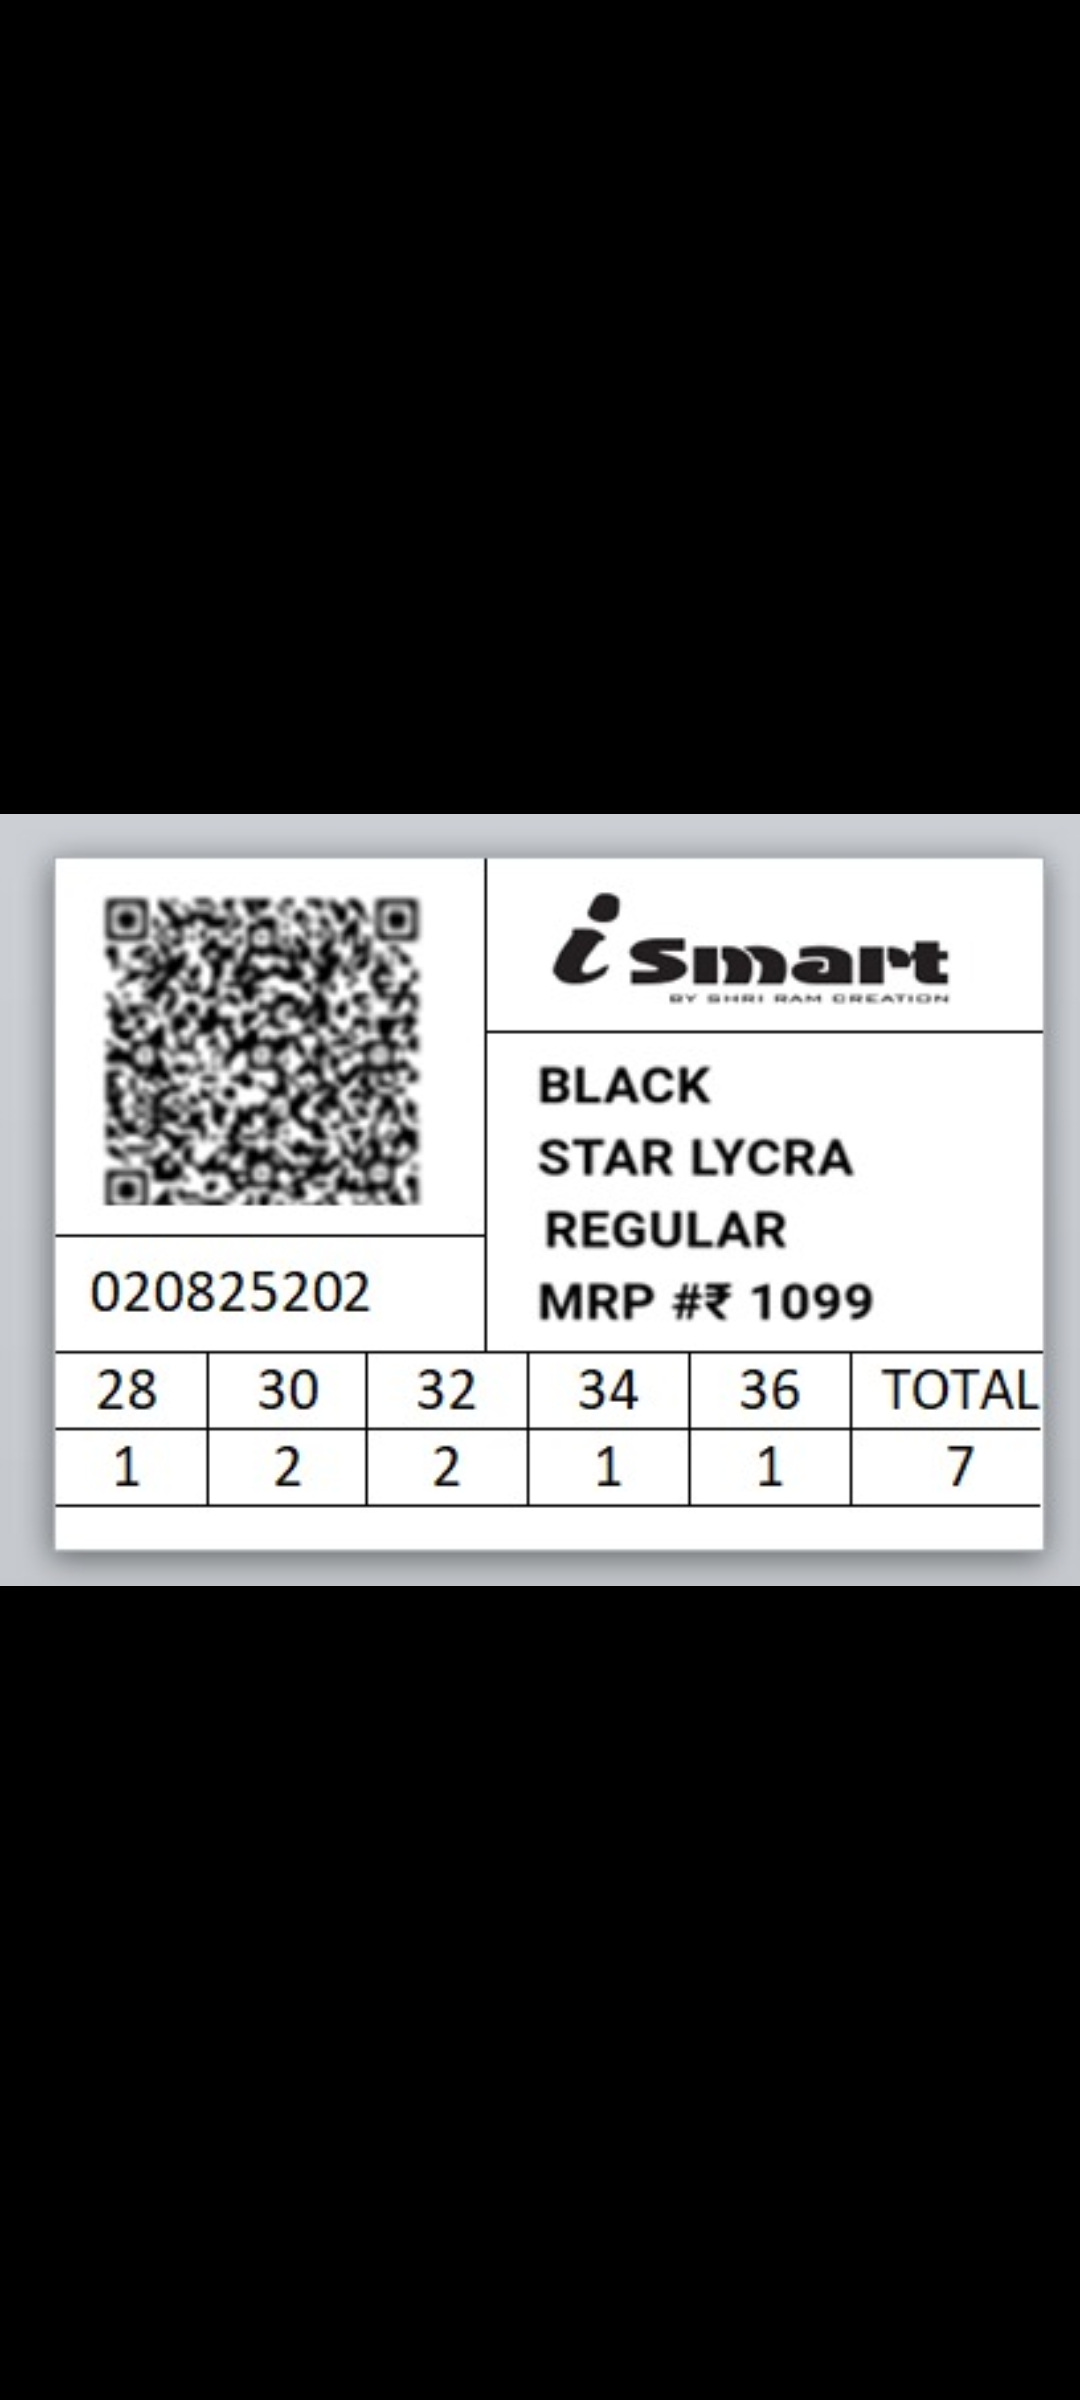 i smart
BY SHRI RAM CREATION
BLACK
STAR LYCRA
REGULAR
MRP #₹ 1099
020825202
28 30 32 34 36 TOTAL
1 2 2 1 1 7